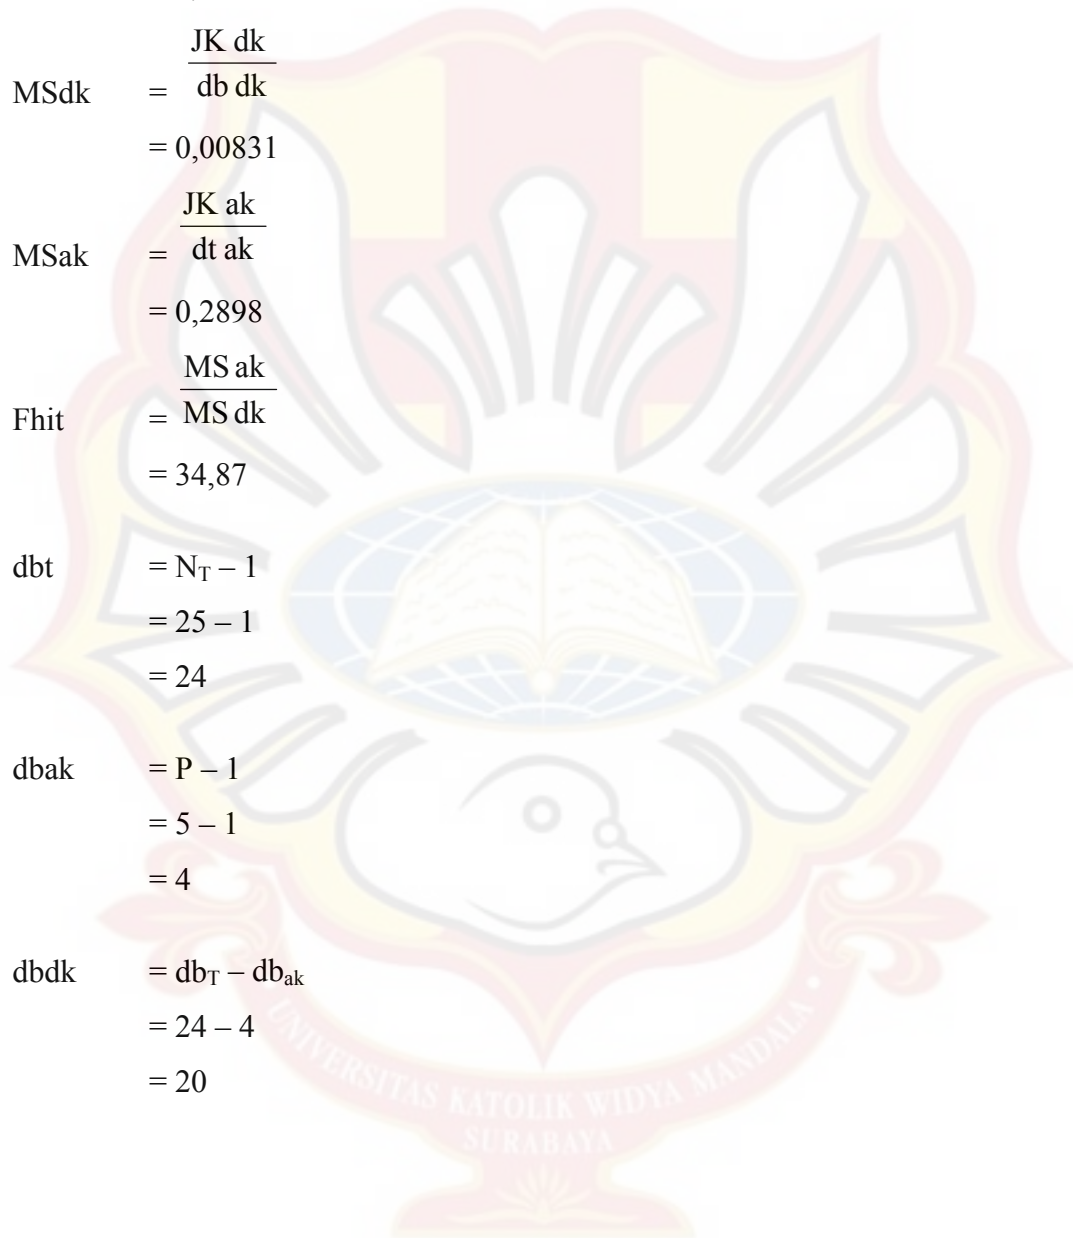 JK dk
MSdk = db dk
= 0,00831
JK ak
MSak = dt ak
= 0,2898
MS ak
Fhit = MS dk
= 34,87
dbt = N_T – 1
= 25 – 1
= 24
dbak = P – 1
= 5 – 1
= 4
dbdk = db_T – db_ak
= 24 – 4
= 20
UNIVERSITAS KATOLIK WIDYA MANDALA
SURABAYA